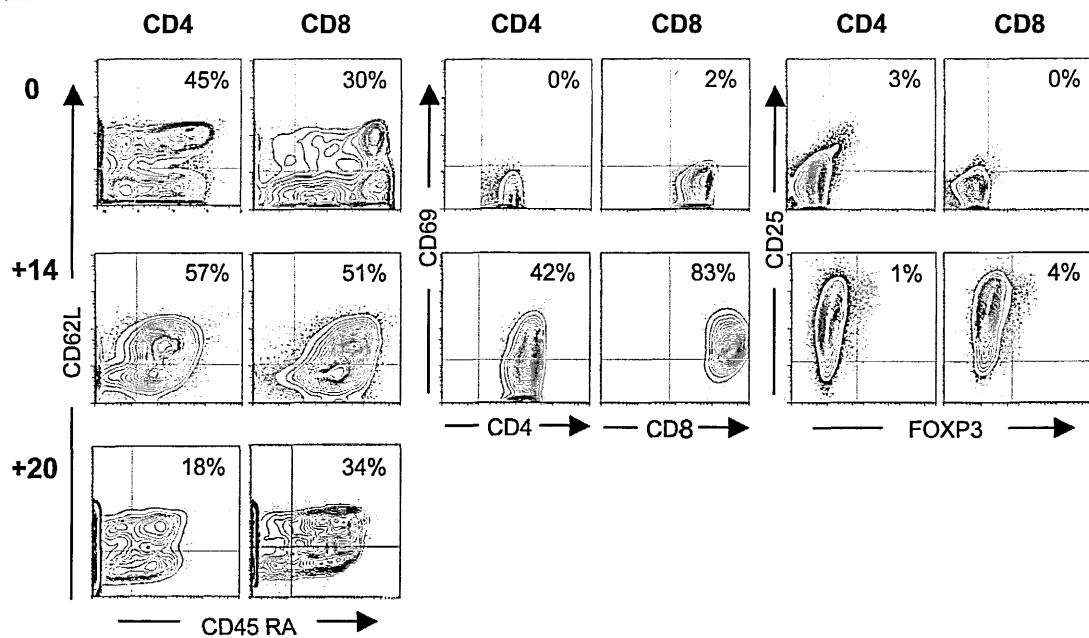 CD4 CD8 CD4 CD8 CD4 CD8
0 45% 30% 0% 2% 3% 0%
CD69
CD25
+14 57% 51% 42% 83% 1% 4%
CD62L
CD4 CD8 FOXP3
+20 18% 34%
CD45 RA